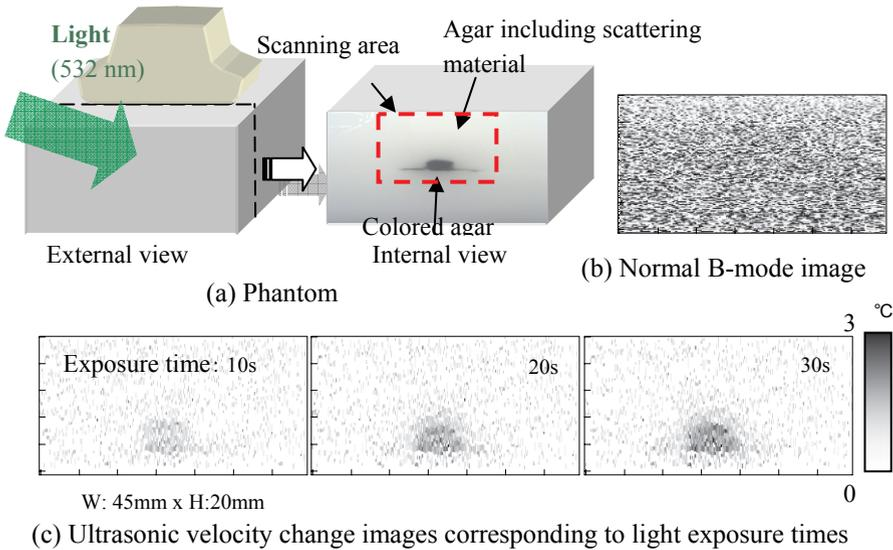 Light
(532 nm)
Scanning area
Agar including scattering
material
Colored agar
External view
Internal view
(a) Phantom
(b) Normal B-mode image
℃
3
0
Exposure time: 10s
20s
30s
W: 45mm x H:20mm
(c) Ultrasonic velocity change images corresponding to light exposure times